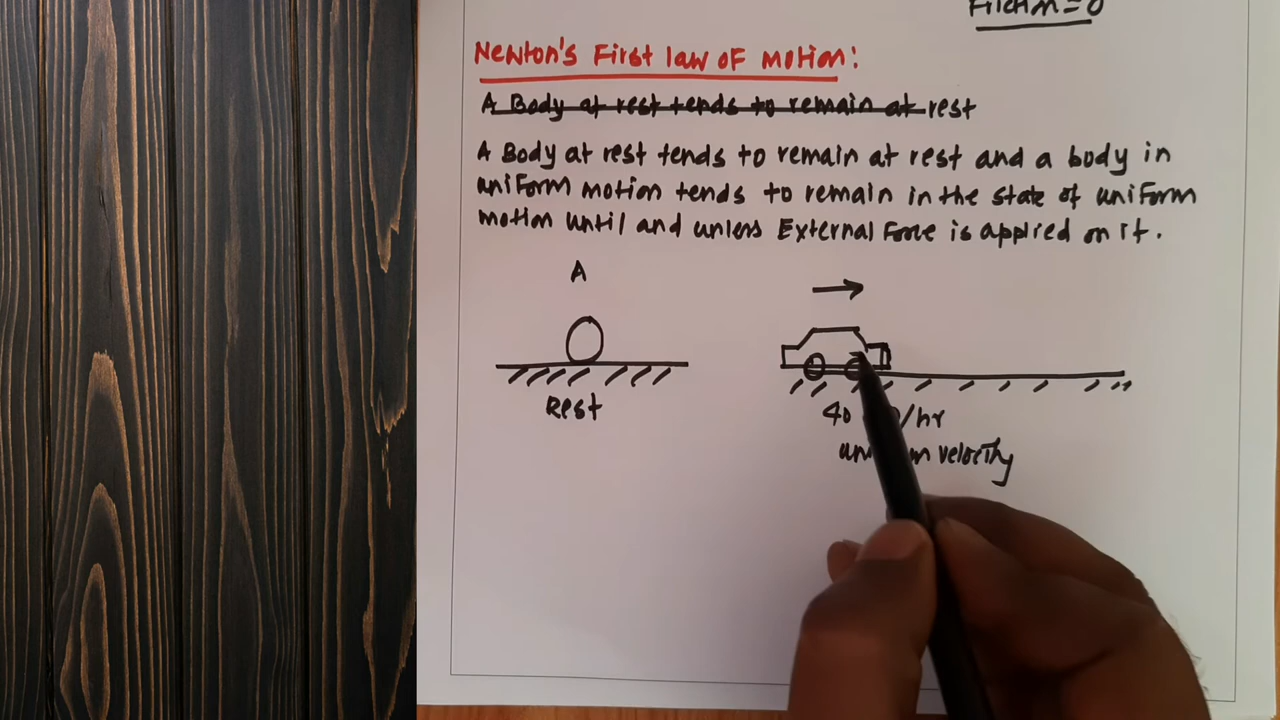 Newton's First law of motion:
A Body at rest tends to remain at rest
A Body at rest tends to remain at rest and a body in
uniform motion tends to remain in the state of uniform
motion until and unless External Force is applied on it.
A
Rest
40 /hr
velocity